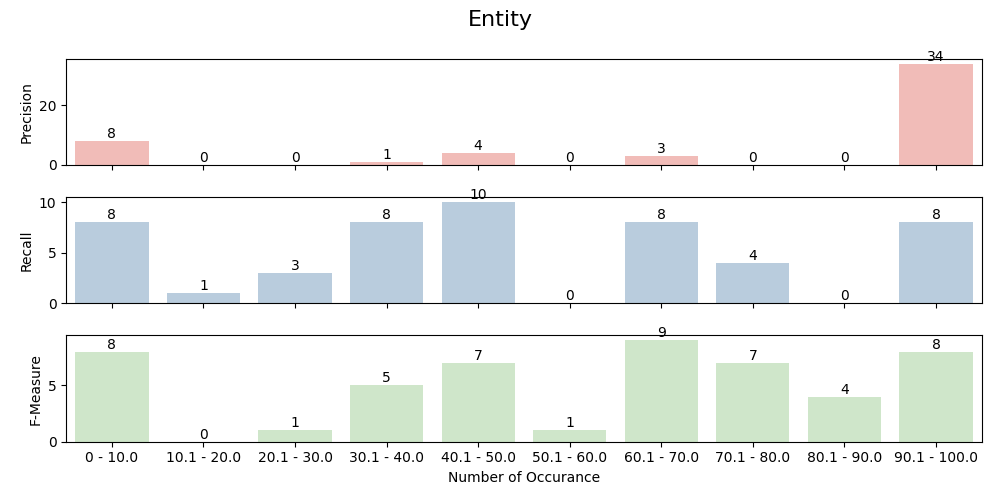 Entity
Precision
20
0
8 0 0 1 4 0 3 0 0 34
Recall
10
5
0
8 1 3 8 10 0 8 4 0 8
F-Measure
5
0
8 0 1 5 7 1 9 7 4 8
0 - 10.0 10.1 - 20.0 20.1 - 30.0 30.1 - 40.0 40.1 - 50.0 50.1 - 60.0 60.1 - 70.0 70.1 - 80.0 80.1 - 90.0 90.1 - 100.0
Number of Occurance